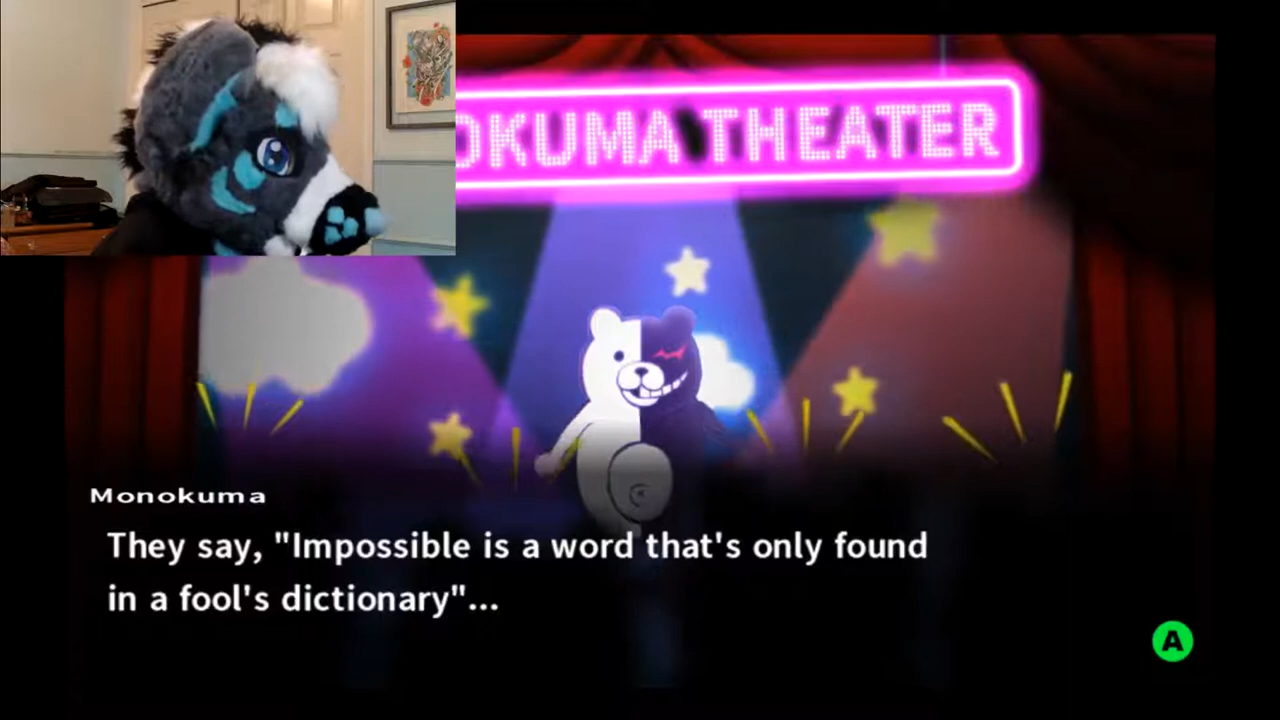 OKUMA THEATER
Monokuma
They say, "Impossible is a word that's only found
in a fool's dictionary"...
A